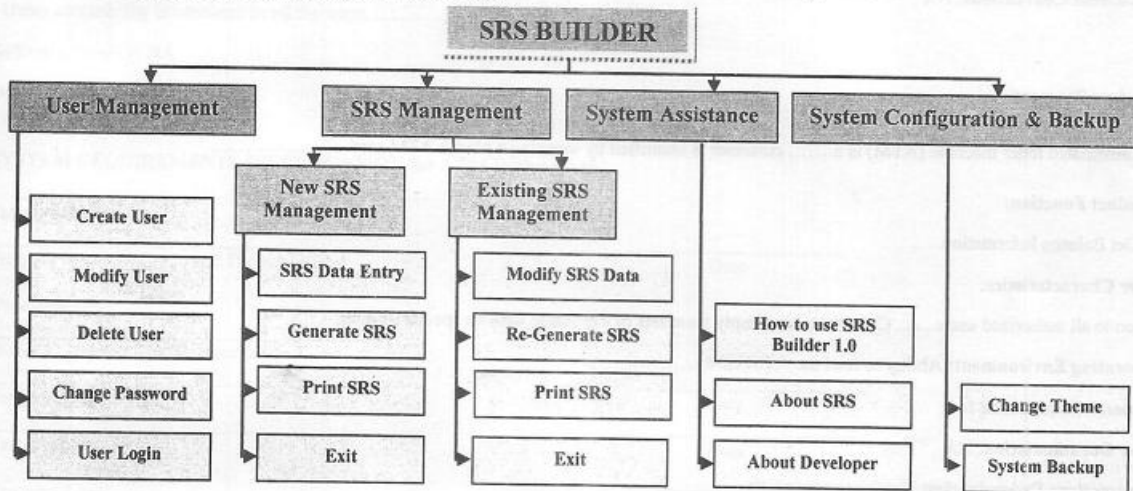 SRS BUILDER
User Management
SRS Management
System Assistance
System Configuration & Backup
Create User
Modify User
Delete User
Change Password
User Login
New SRS
Management
SRS Data Entry
Generate SRS
Print SRS
Exit
Existing SRS
Management
Modify SRS Data
Re-Generate SRS
Print SRS
Exit
How to use SRS
Builder 1.0
About SRS
About Developer
Change Theme
System Backup